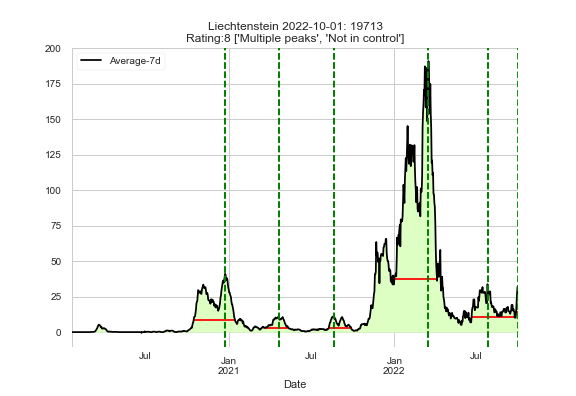 Liechtenstein 2022-10-01: 19713
Rating:8 ['Multiple peaks', 'Not in control']
Average-7d
200
175
150
125
100
75
50
25
0
Jul
Jan
2021
Jul
Jan
2022
Jul
Date